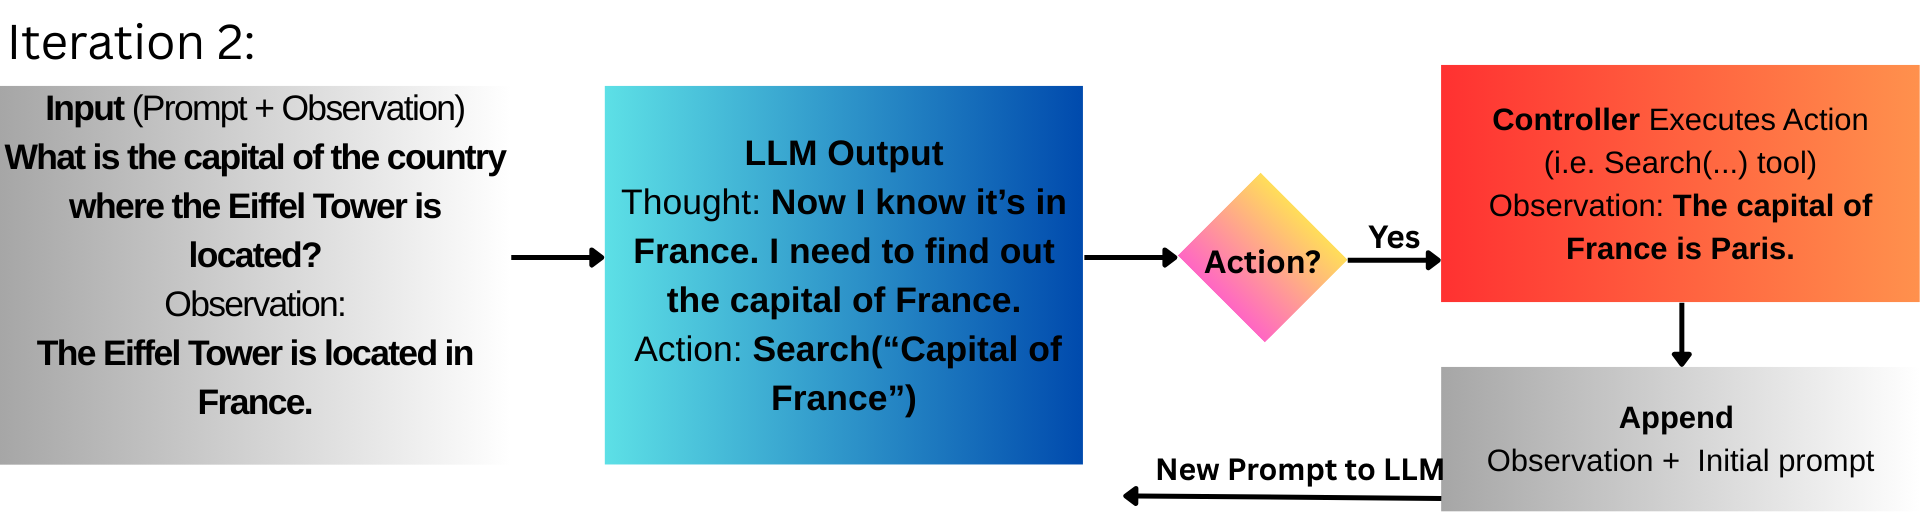 Iteration 2:
Input (Prompt + Observation)
What is the capital of the country
where the Eiffel Tower is
located?
Observation:
The Eiffel Tower is located in
France.
LLM Output
Thought: Now I know it’s in
France. I need to find out
the capital of France.
Action: Search(“Capital of
France”)
Action?
Yes
Controller Executes Action
(i.e. Search(...) tool)
Observation: The capital of
France is Paris.
Append
Observation + Initial prompt
New Prompt to LLM